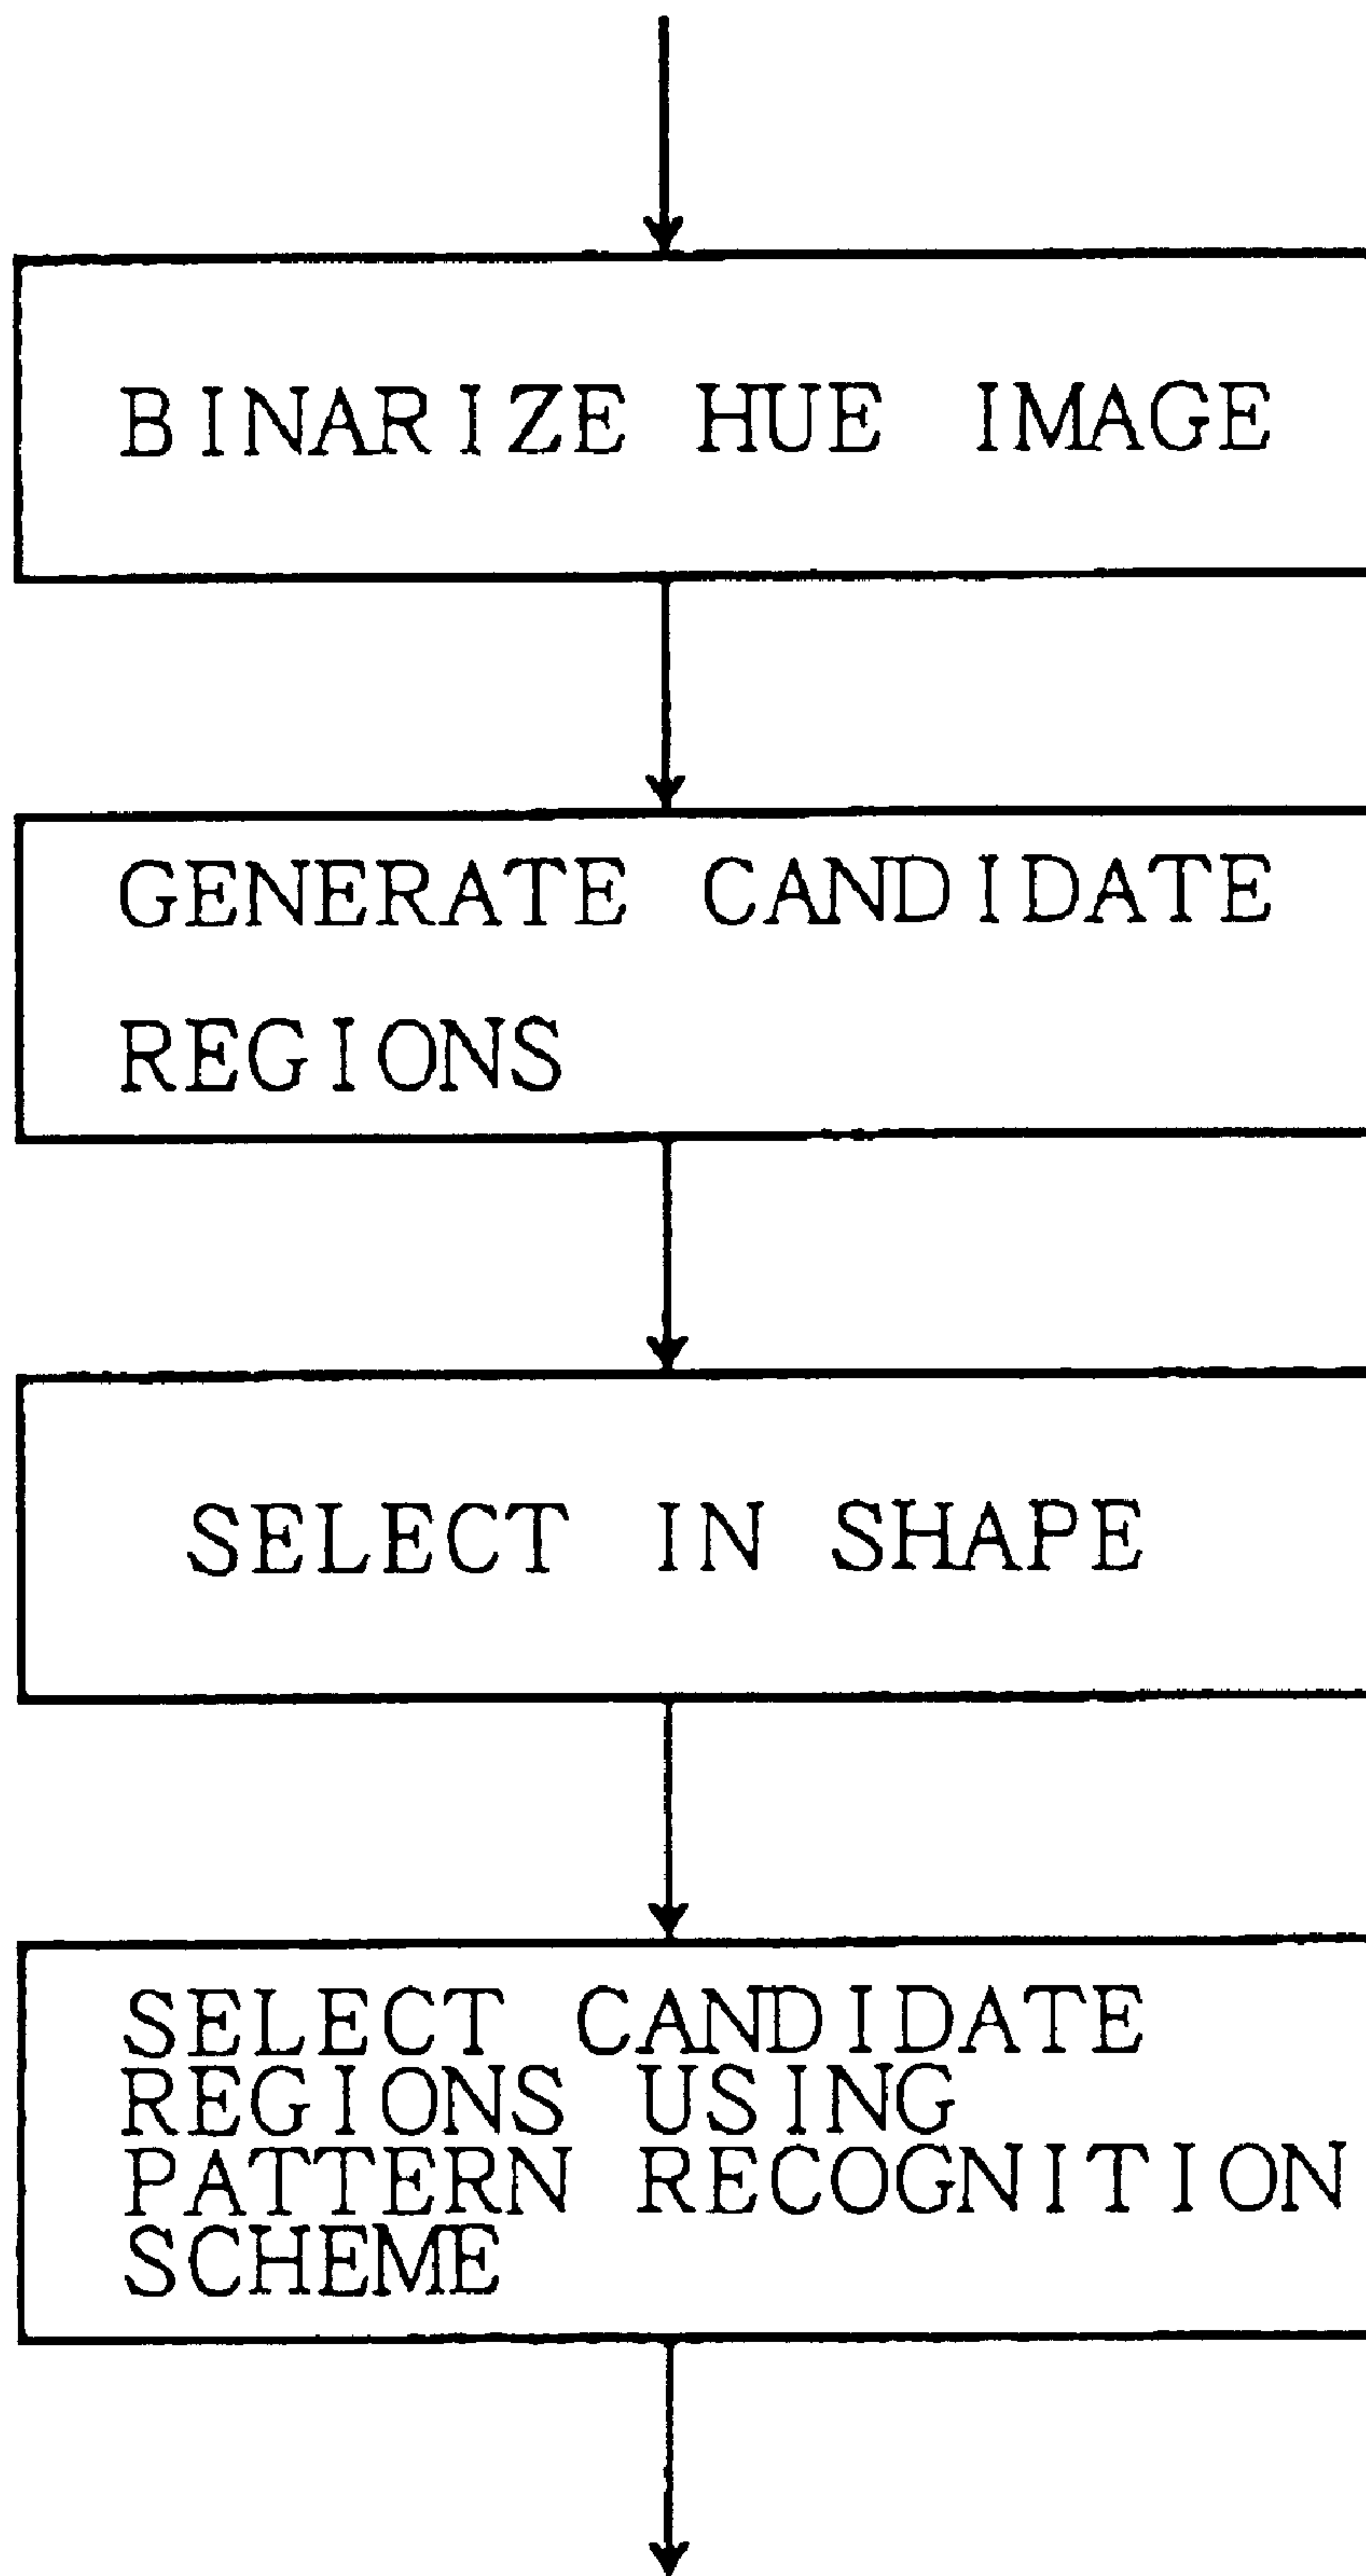 BINARIZE HUE IMAGE
GENERATE CANDIDATE
REGIONS
SELECT IN SHAPE
SELECT CANDIDATE
REGIONS USING
PATTERN RECOGNITION
SCHEME